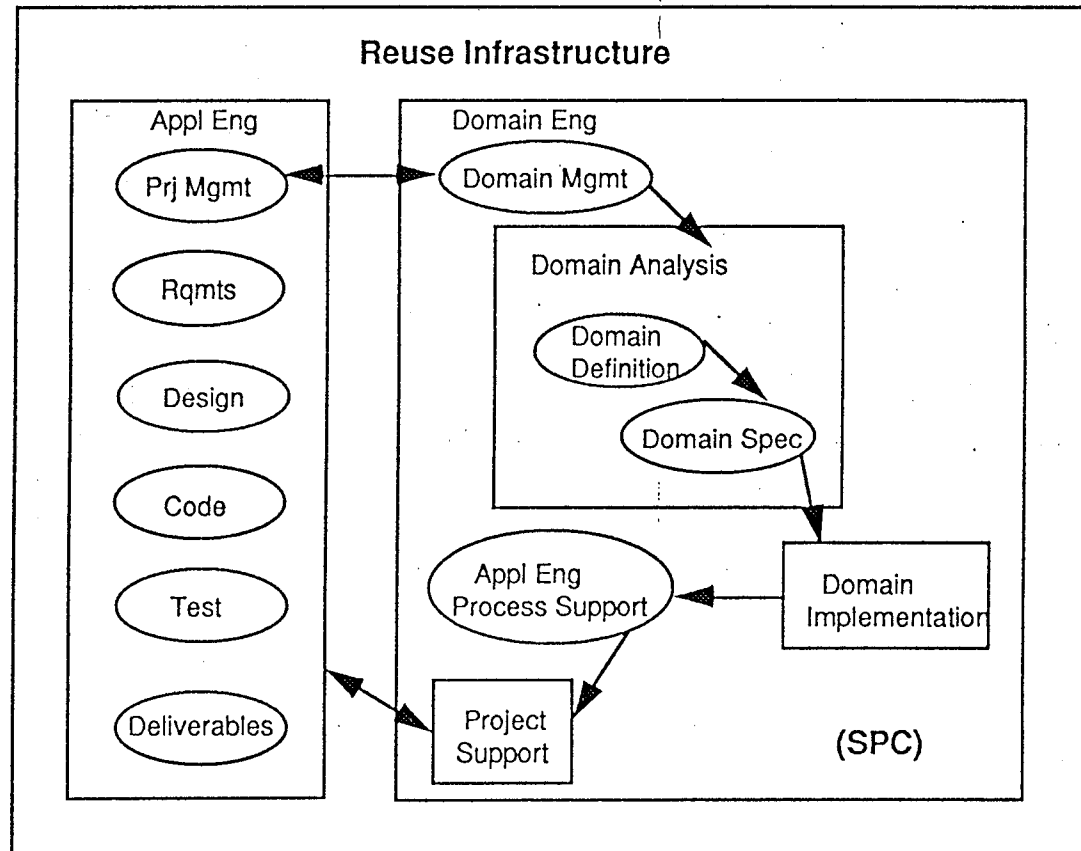 Reuse Infrastructure
Appl Eng
Prj Mgmt
Rqmts
Design
Code
Test
Deliverables
Domain Eng
Domain Mgmt
Domain Analysis
Domain
Definition
Domain Spec
Appl Eng
Process Support
Domain
Implementation
Project
Support
(SPC)